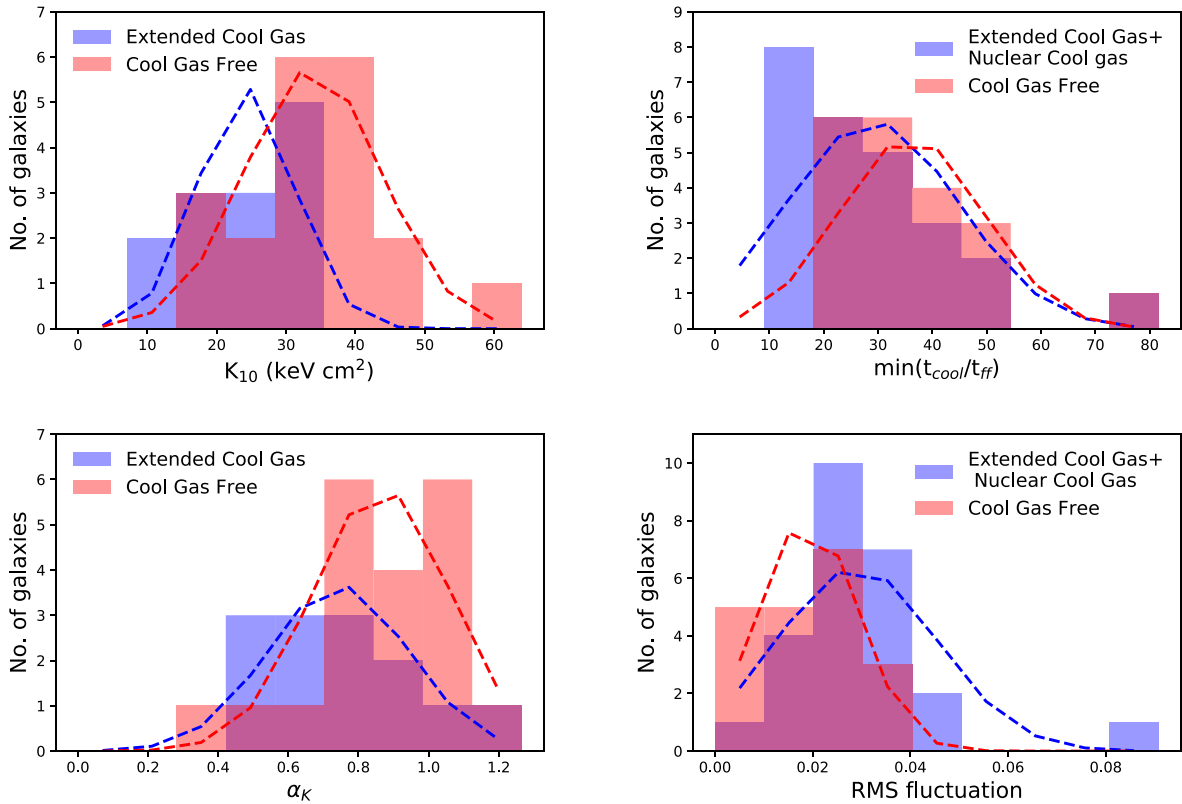 7
6
5
4
3
2
1
0
No. of galaxies
Extended Cool Gas
Cool Gas Free
0 10 20 30 40 50 60
K₁₀ (keV cm²)
9
8
7
6
5
4
3
2
1
0
No. of galaxies
Extended Cool Gas+
Nuclear Cool gas
Cool Gas Free
0 10 20 30 40 50 60 70 80
min(t_cool/t_ff)
7
6
5
4
3
2
1
0
No. of galaxies
Extended Cool Gas
Cool Gas Free
0.0 0.2 0.4 0.6 0.8 1.0 1.2
α_K
10
8
6
4
2
0
No. of galaxies
Extended Cool Gas+
Nuclear Cool Gas
Cool Gas Free
0.00 0.02 0.04 0.06 0.08
RMS fluctuation